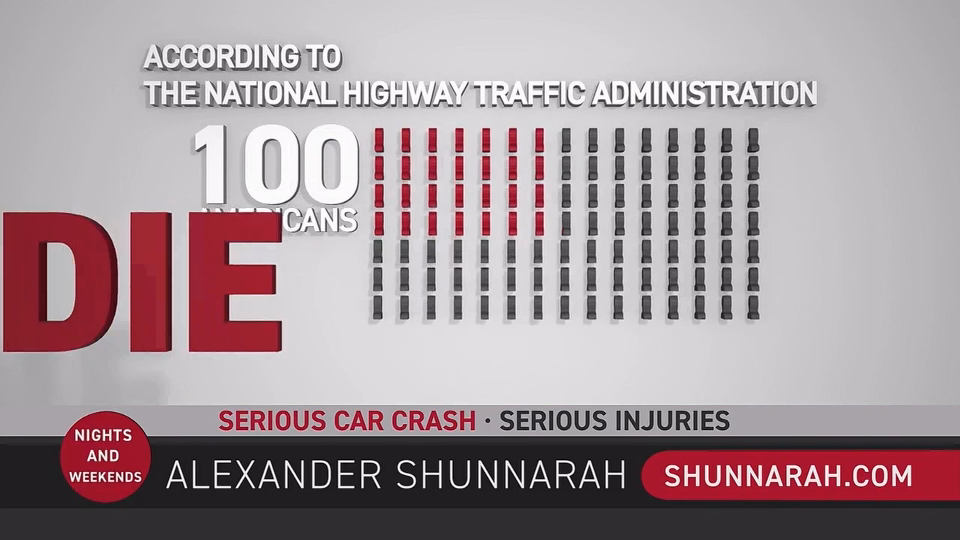 ACCORDING TO
THE NATIONAL HIGHWAY TRAFFIC ADMINISTRATION
100
AMERICANS
DIE
SERIOUS CAR CRASH · SERIOUS INJURIES
NIGHTS
AND
WEEKENDS
ALEXANDER SHUNNARAH
SHUNNARAH.COM